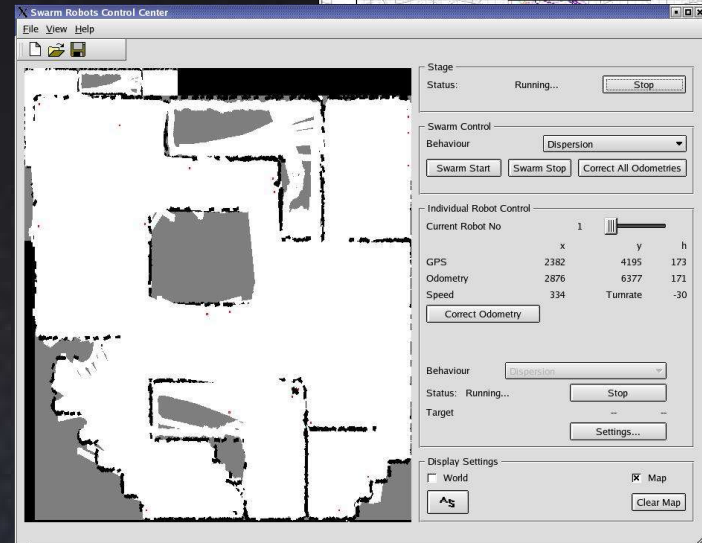 Swarm Robots Control Center
File View Help
Stage
Status: Running... Stop
Swarm Control
Behaviour Dispersion
Swarm Start Swarm Stop Correct All Odometries
Individual Robot Control
Current Robot No 1
x y h
GPS 2382 4195 173
Odometry 2876 6377 171
Speed 334 Turnrate -30
Correct Odometry
Behaviour Dispersion
Status: Running... Stop
Target -- --
Settings...
Display Settings
World Map
^S Clear Map